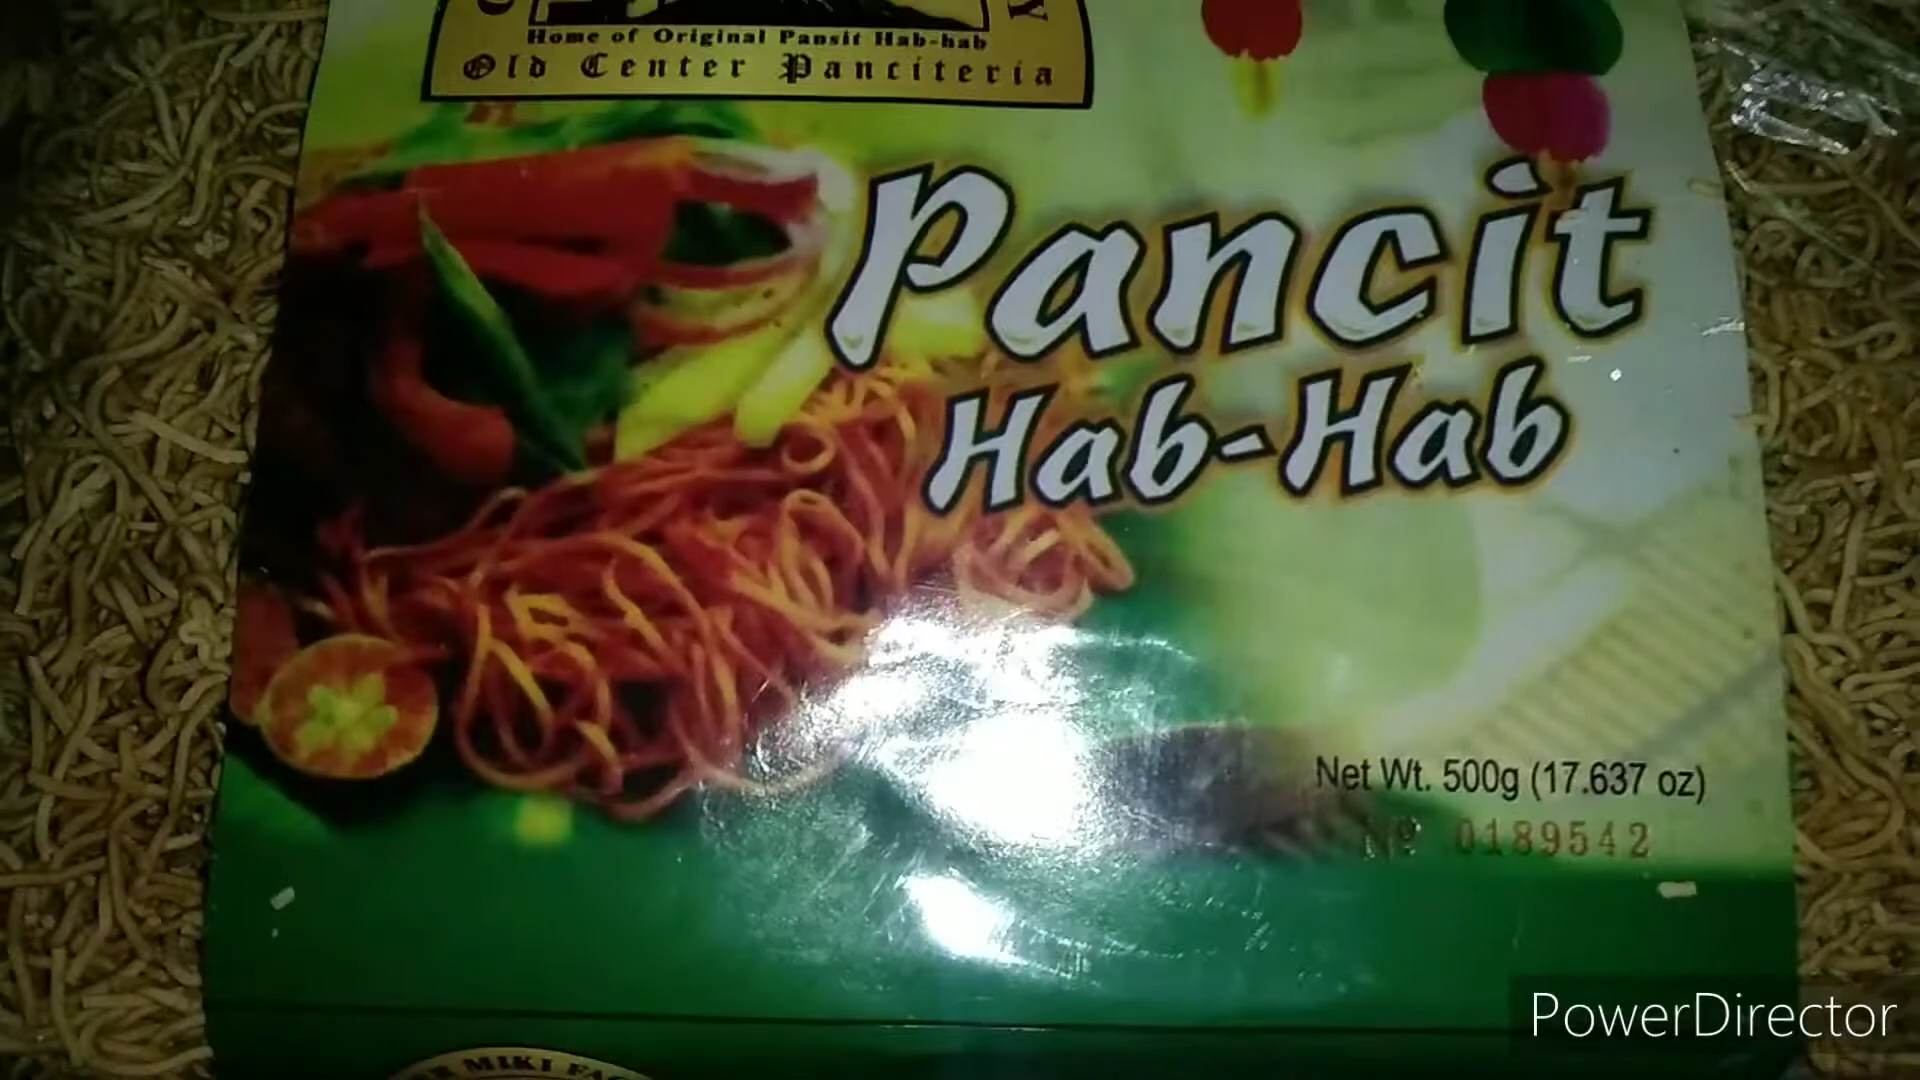 Home of Original Pansit Hab-hab
Old Center Panciteria
Pancit
Hab-Hab
Net Wt. 500g (17.637 oz)
Nº 0189542
MIKI
PowerDirector